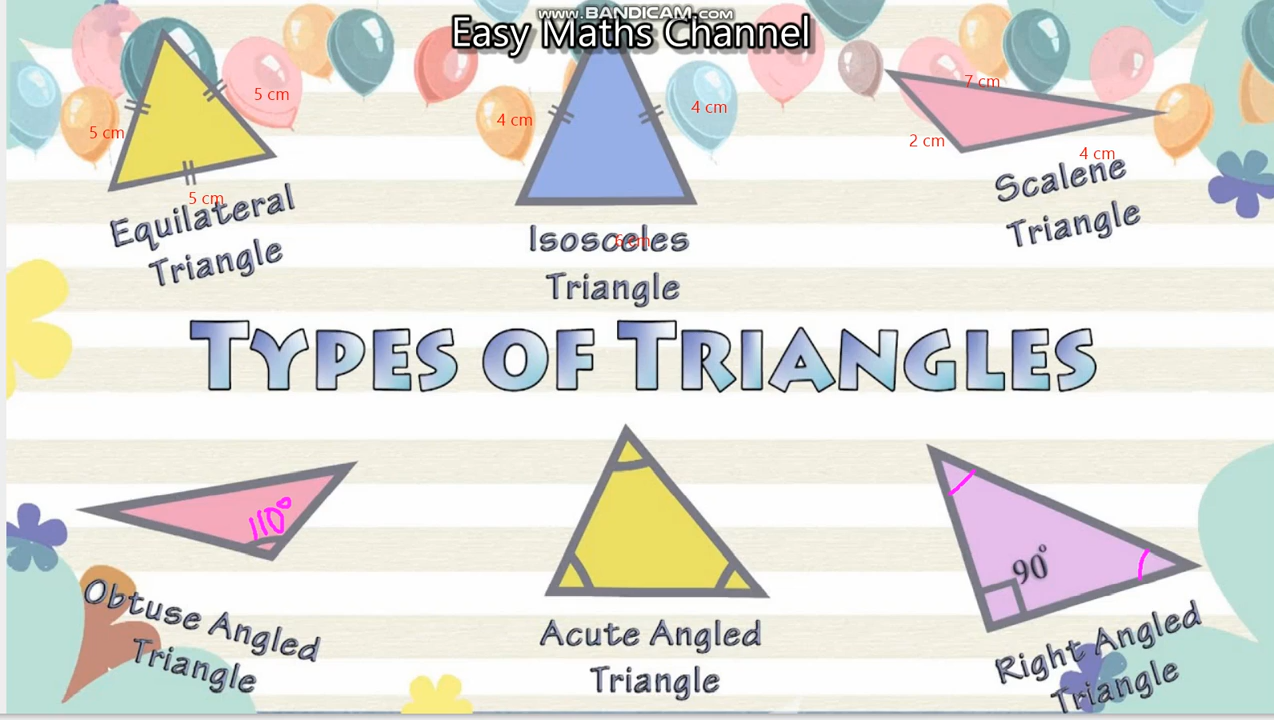 www.BANDICAM.com
Easy Maths Channel
5 cm
5 cm
5 cm
Equilateral
Triangle
4 cm
4 cm
Isosceles
Triangle
7 cm
2 cm
4 cm
Scalene
Triangle
TYPES OF TRIANGLES
110°
Obtuse Angled
Triangle
Acute Angled
Triangle
90°
Right Angled
Triangle